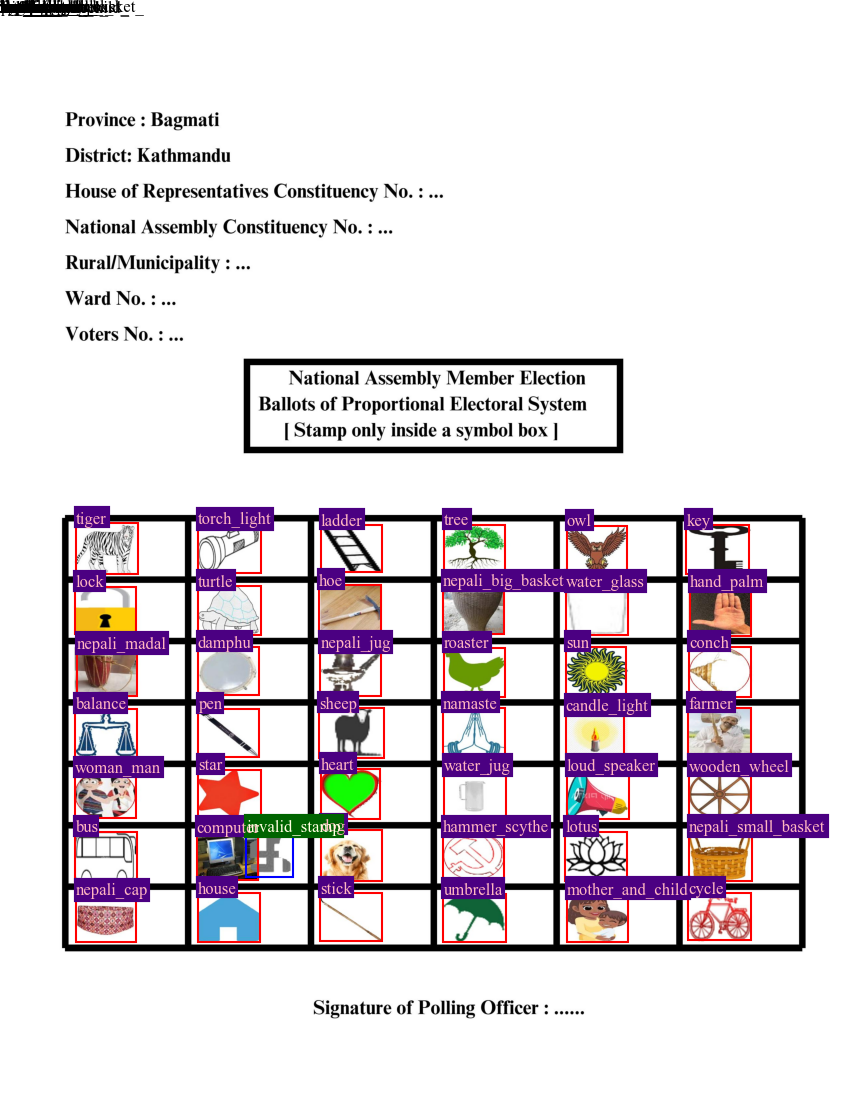 Province : Bagmati
District: Kathmandu
House of Representatives Constituency No. : ...
National Assembly Constituency No. : ...
Rural/Municipality : ...
Ward No. : ...
Voters No. : ...
National Assembly Member Election
Ballots of Proportional Electoral System
[ Stamp only inside a symbol box ]
tiger torch_light ladder tree owl key
lock turtle hoe nepali_big_basket water_glass hand_palm
nepali_madal damphu nepali_jug roaster sun conch
balance pen sheep namaste candle_light farmer
woman_man star heart water_jug loud_speaker wooden_wheel
bus invalid_stamp hammer_scythe lotus nepali_small_basket
nepali_cap house stick umbrella mother_and_child cycle
Signature of Polling Officer : ......